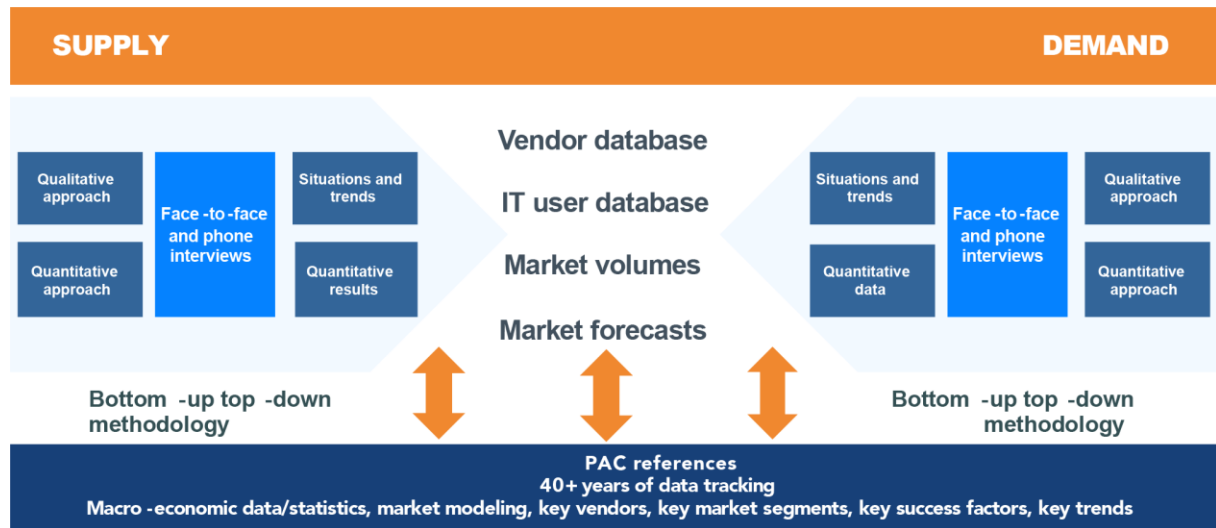 SUPPLY
DEMAND
Qualitative
approach
Quantitative
approach
Face -to-face
and phone
interviews
Situations and
trends
Quantitative
results
Vendor database
IT user database
Market volumes
Market forecasts
Situations and
trends
Quantitative
data
Face -to-face
and phone
interviews
Qualitative
approach
Quantitative
approach
Bottom -up top -down
methodology
Bottom -up top -down
methodology
PAC references
40+ years of data tracking
Macro -economic data/statistics, market modeling, key vendors, key market segments, key success factors, key trends